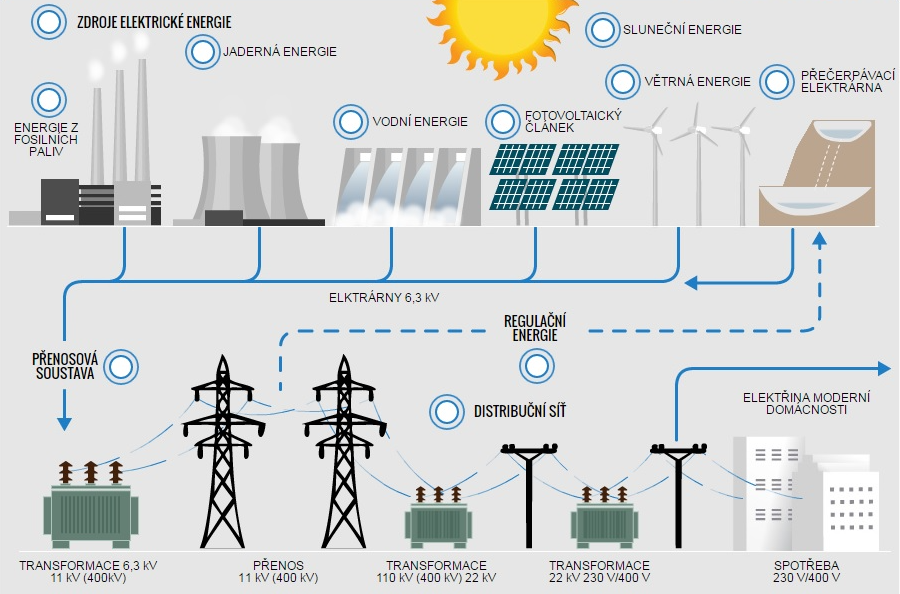 ZDROJE ELEKTRICKÉ ENERGIE
JADERNÁ ENERGIE
SLUNEČNÍ ENERGIE
VĚTRNÁ ENERGIE
PŘEČERPÁVACÍ
ELEKTRÁRNA
ENERGIE Z
FOSILNÍCH
PALIV
VODNÍ ENERGIE
FOTOVOLTAICKÝ
ČLÁNEK
ELKTRÁRNY 6,3 kV
REGULAČNÍ
ENERGIE
PŘENOSOVÁ
SOUSTAVA
DISTRIBUČNÍ SÍŤ
ELEKTŘINA MODERNÍ
DOMÁCNOSTI
TRANSFORMACE 6,3 kV
11 kV (400kV)
PŘENOS
11 kV (400 kV)
TRANSFORMACE
110 kV (400 kV) 22 kV
TRANSFORMACE
22 kV 230 V/400 V
SPOTŘEBA
230 V/400 V